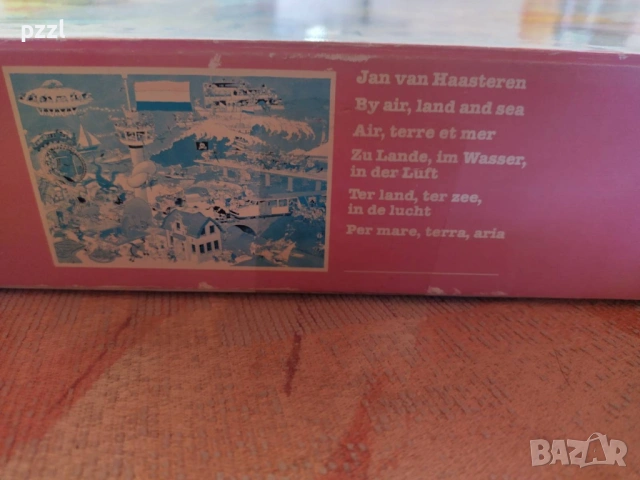 pzzl
Jan van Haasteren
By air, land and sea
Air, terre et mer
Zu Lande, im Wasser,
in der Luft
Ter land, ter zee,
in de lucht
Per mare, terra, aria
BAZAR